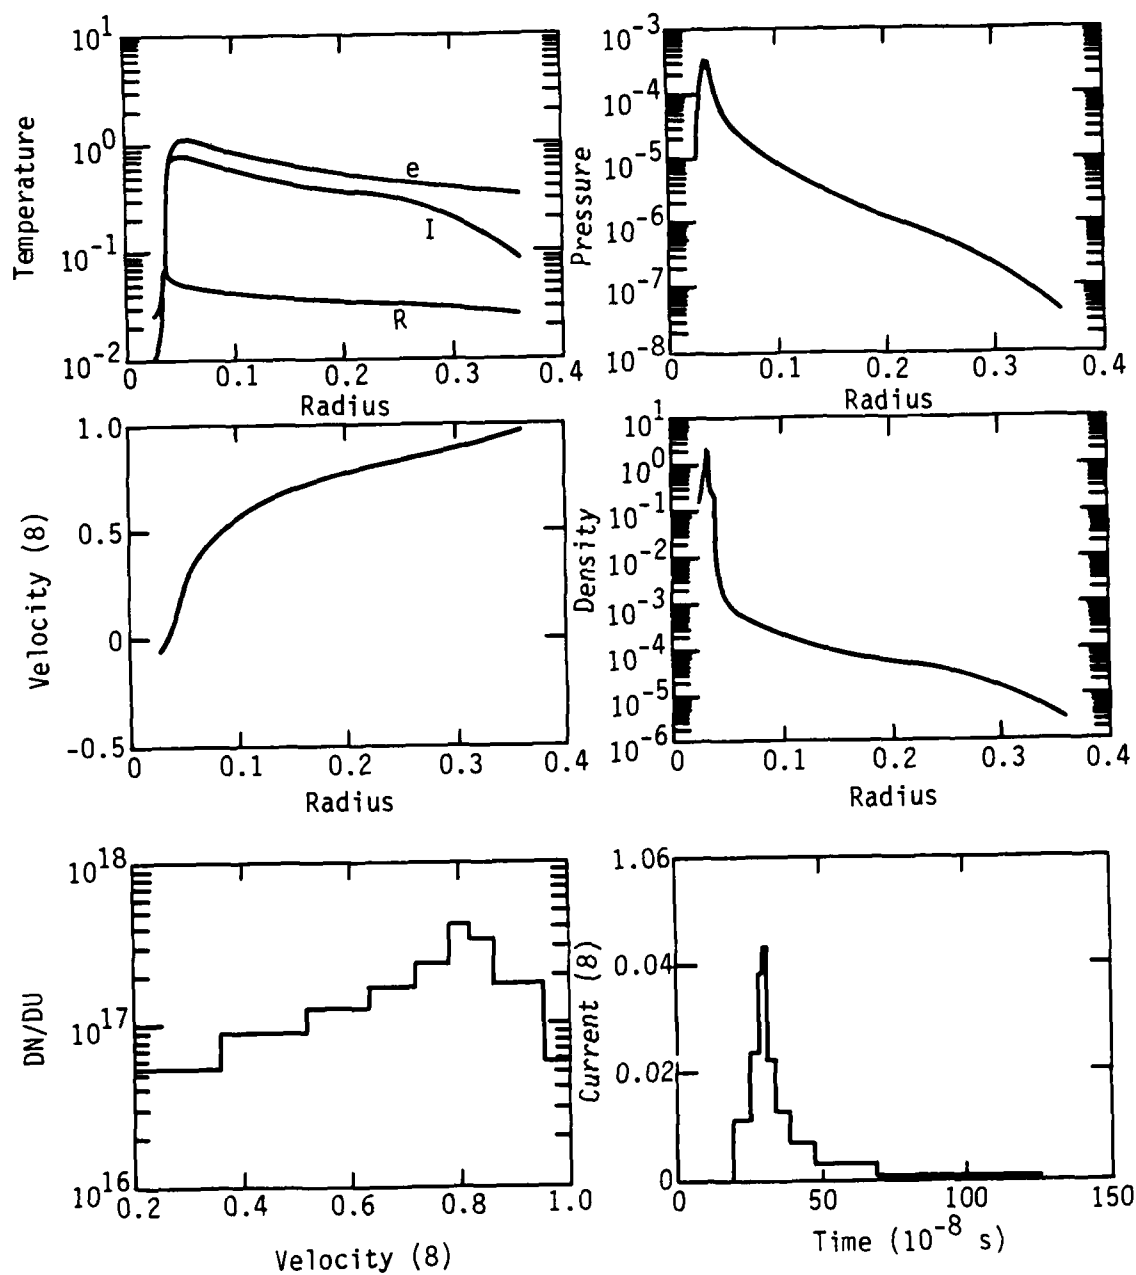 10^1
10^0
10^-1
10^-2
Temperature
e
I
R
0 0.1 0.2 0.3 0.4
Radius
10^-3
10^-4
10^-5
10^-6
10^-7
10^-8
Pressure
0 0.1 0.2 0.3 0.4
Radius
1.0
0.5
0
-0.5
Velocity (8)
0 0.1 0.2 0.3 0.4
Radius
10^1
10^0
10^-1
10^-2
10^-3
10^-4
10^-5
10^-6
Density
0 0.1 0.2 0.3 0.4
Radius
10^18
10^17
10^16
DN/DU
0.2 0.4 0.6 0.8 1.0
Velocity (8)
1.06
0.04
0.02
0
Current (8)
0 50 100 150
Time (10^-8 s)